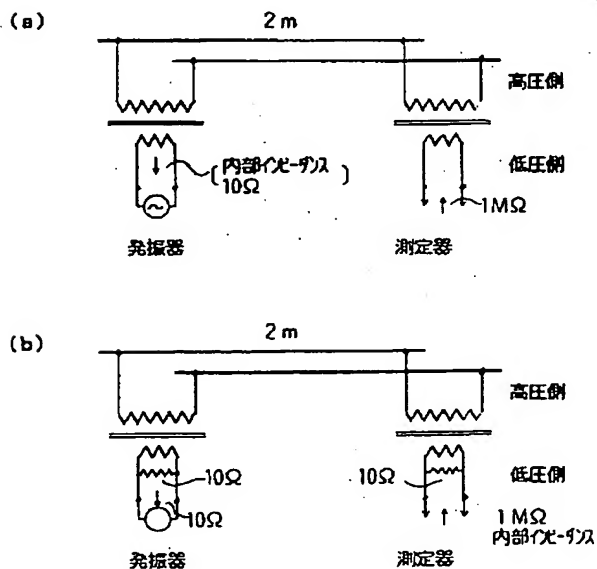 (a)
2m
高圧側
低圧側
内部インピーダンス
10Ω
1MΩ
発振器
測定器
(b)
2m
高圧側
10Ω
10Ω
低圧側
10Ω
1MΩ
内部インピーダンス
発振器
測定器